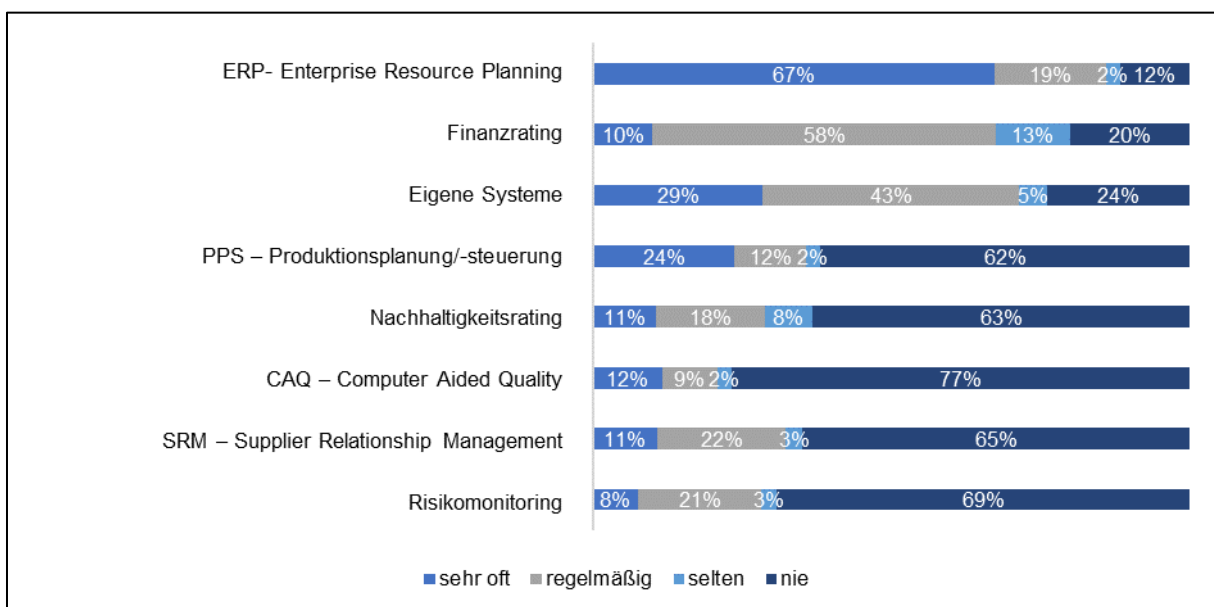 ERP- Enterprise Resource Planning
67% 19% 2% 12%
Finanzrating
10% 58% 13% 20%
Eigene Systeme
29% 43% 5% 24%
PPS – Produktionsplanung/-steuerung
24% 12% 2% 62%
Nachhaltigkeitsrating
11% 18% 8% 63%
CAQ – Computer Aided Quality
12% 9% 2% 77%
SRM – Supplier Relationship Management
11% 22% 3% 65%
Risikomonitoring
8% 21% 3% 69%
sehr oft regelmäßig selten nie